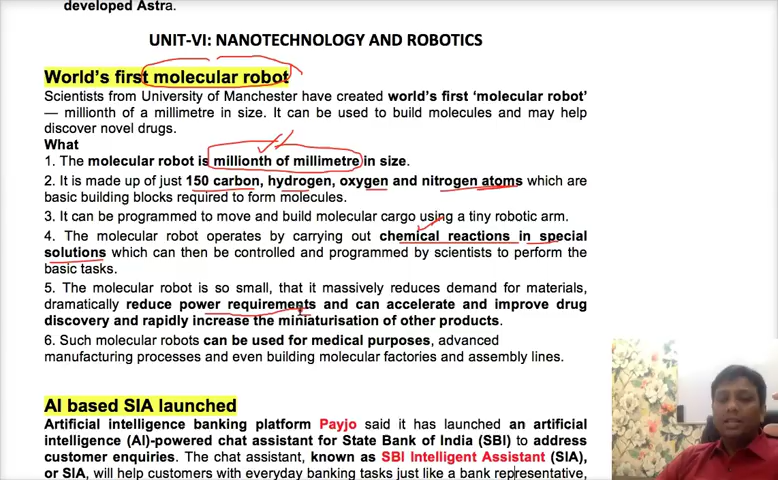 developed Astra.
UNIT-VI: NANOTECHNOLOGY AND ROBOTICS
World's first molecular robot
Scientists from University of Manchester have created world's first 'molecular robot'
— millionth of a millimetre in size. It can be used to build molecules and may help
discover novel drugs.
What
1. The molecular robot is millionth of millimetre in size.
2. It is made up of just 150 carbon, hydrogen, oxygen and nitrogen atoms which are
basic building blocks required to form molecules.
3. It can be programmed to move and build molecular cargo using a tiny robotic arm.
4. The molecular robot operates by carrying out chemical reactions in special
solutions which can then be controlled and programmed by scientists to perform the
basic tasks.
5. The molecular robot is so small, that it massively reduces demand for materials,
dramatically reduce power requirements and can accelerate and improve drug
discovery and rapidly increase the miniaturisation of other products.
6. Such molecular robots can be used for medical purposes, advanced
manufacturing processes and even building molecular factories and assembly lines.
AI based SIA launched
Artificial intelligence banking platform Payjo said it has launched an artificial
intelligence (AI)-powered chat assistant for State Bank of India (SBI) to address
customer enquiries. The chat assistant, known as SBI Intelligent Assistant (SIA),
or SIA, will help customers with everyday banking tasks just like a bank representative,